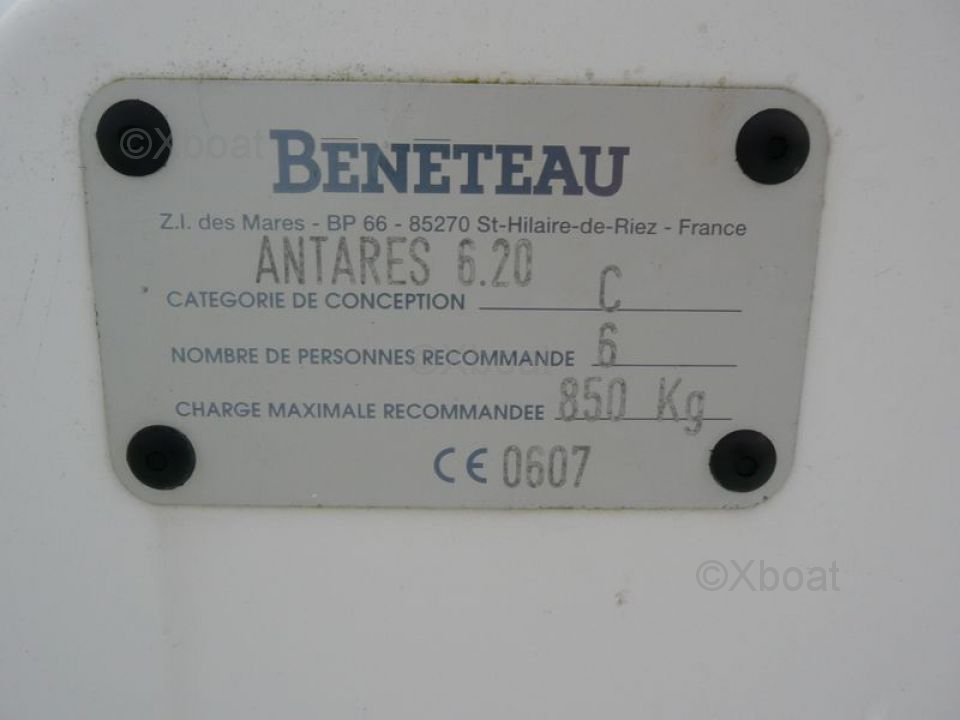 BENETEAU
Z.I. des Mares - BP 66 - 85270 St-Hilaire-de-Riez - France
ANTARES 6.20
CATEGORIE DE CONCEPTION C
NOMBRE DE PERSONNES RECOMMANDE 6
CHARGE MAXIMALE RECOMMANDEE 850 Kg
CE 0607
©Xboat
©Xboat
©Xboat